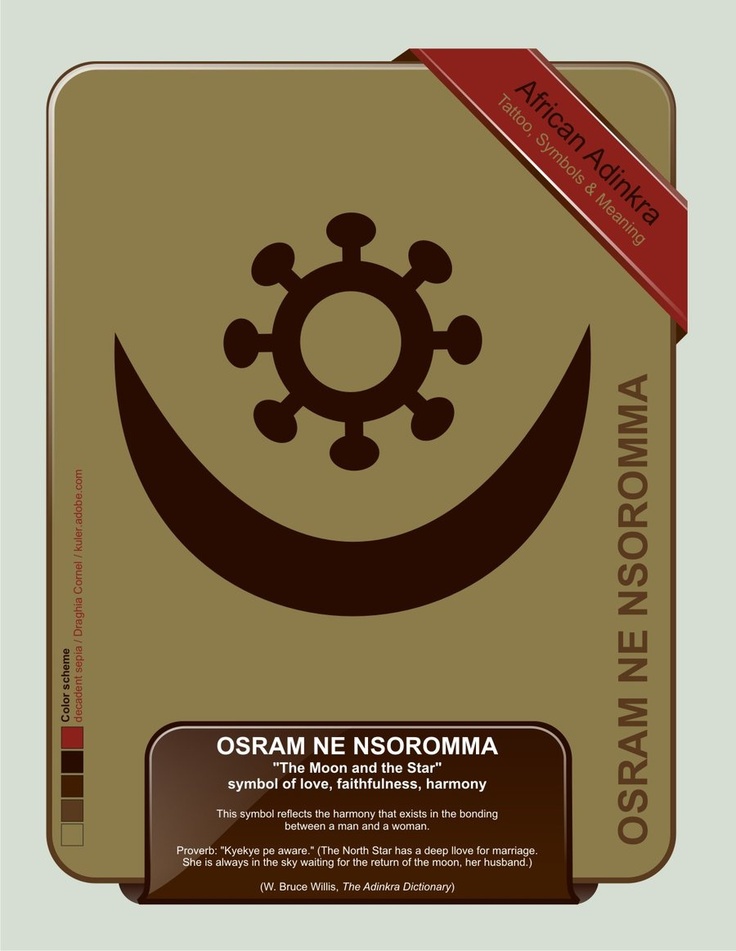 African Adinkra
Tattoo, Symbols & Meaning
OSRAM NE NSOROMMA
Color scheme
decadent sepia / Draghia Cornel / kuler.adobe.com
OSRAM NE NSOROMMA
"The Moon and the Star"
symbol of love, faithfulness, harmony
This symbol reflects the harmony that exists in the bonding
between a man and a woman.
Proverb: "Kyekye pe aware." (The North Star has a deep llove for marriage.
She is always in the sky waiting for the return of the moon, her husband.)
(W. Bruce Willis, The Adinkra Dictionary)